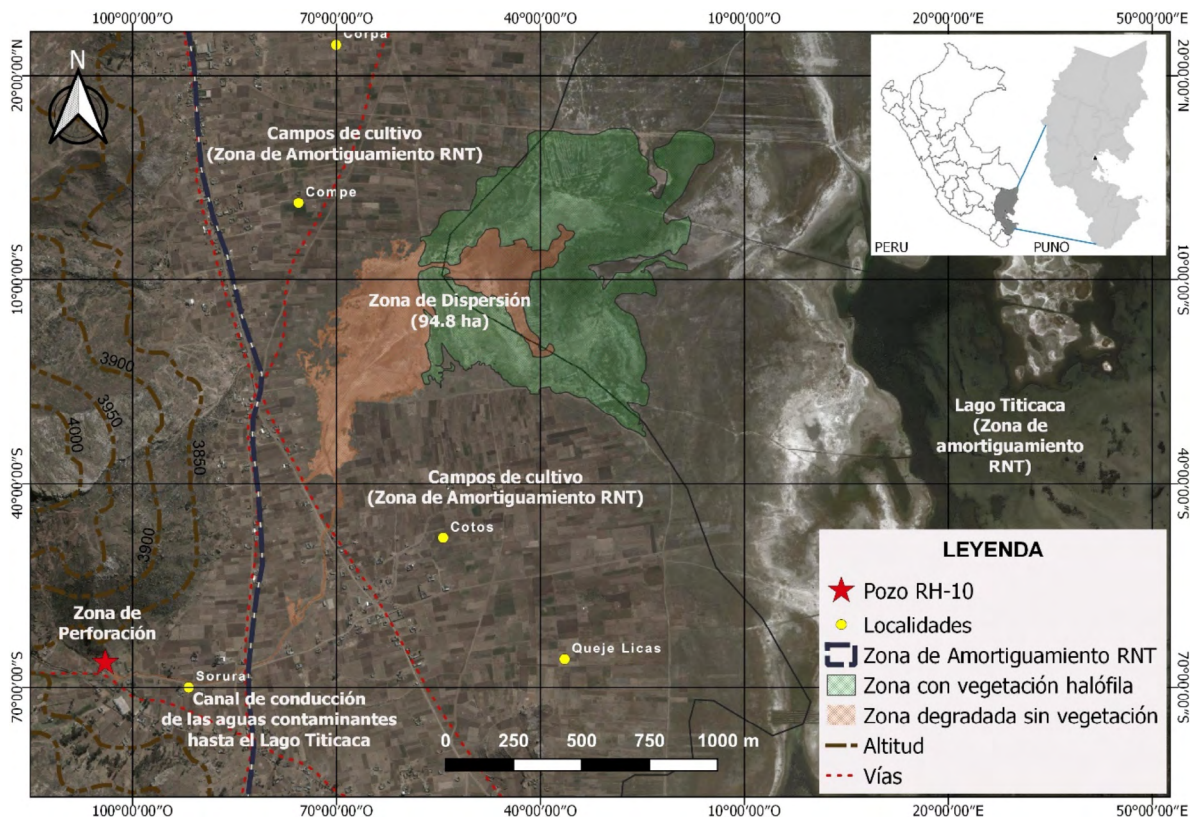 100°00'00"N
70°00'00"N
40°00'00"N
10°00'00"N
20°00'00"N
50°00'00"N
20°00'00"N
10°00'00"S
40°00'00"S
70°00'00"S
20°00'00"N
10°00'00"S
40°00'00"S
70°00'00"S
N
Corpa
Campos de cultivo
(Zona de Amortiguamiento RNT)
Compe
PERU
PUNO
Zona de Dispersión
(94.8 ha)
3900
3950
4000
3850
3900
Lago Titicaca
(Zona de
amortiguamiento
RNT)
Campos de cultivo
(Zona de Amortiguamiento RNT)
Cotos
Zona de
Perforación
Queje Licas
Sorura
Canal de conducción
de las aguas contaminantes
hasta el Lago Titicaca
0 250 500 750 1000 m
LEYENDA
Pozo RH-10
Localidades
Zona de Amortiguamiento RNT
Zona con vegetación halófila
Zona degradada sin vegetación
Altitud
Vías
100°00'00"N
70°00'00"N
40°00'00"N
10°00'00"N
20°00'00"N
50°00'00"N